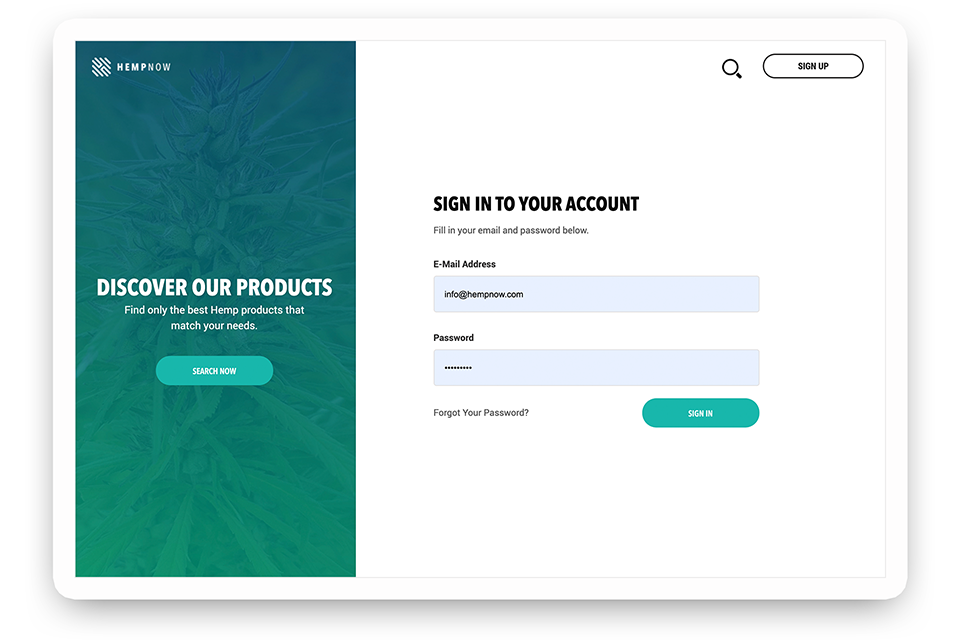 HEMPNOW
SIGN UP
DISCOVER OUR PRODUCTS
Find only the best Hemp products that
match your needs.
SEARCH NOW
SIGN IN TO YOUR ACCOUNT
Fill in your email and password below.
E-Mail Address
info@hempnow.com
Password
•••••••••
Forgot Your Password?
SIGN IN